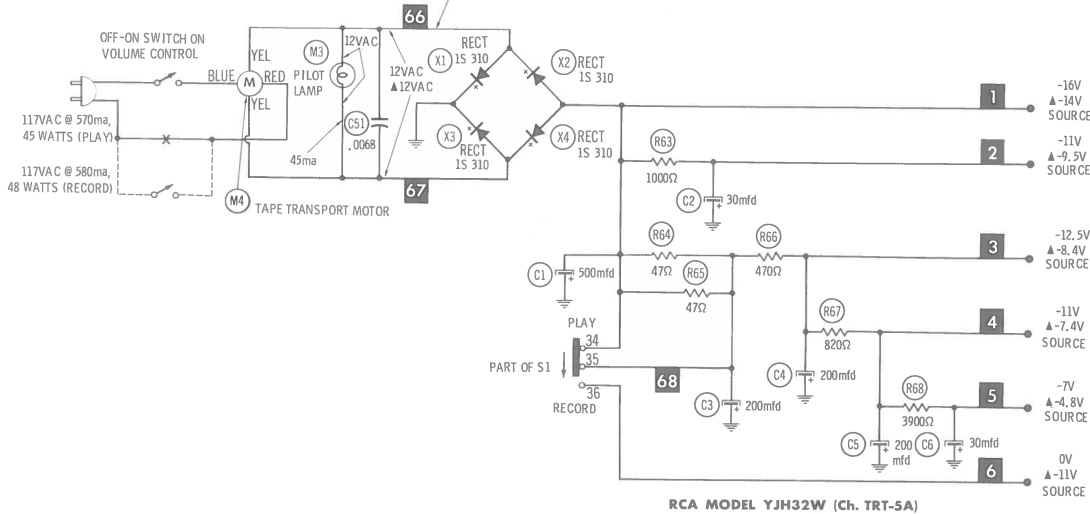 66
OFF-ON SWITCH ON
VOLUME CONTROL
YEL
BLUE
M
RED
YEL
M3
12VAC
PILOT
LAMP
45ma
C51
.0068
12VAC
▲12VAC
RECT
1S 310
X1
X2
RECT
1S 310
X3
RECT
1S 310
X4
RECT
1S 310
117VAC @ 570ma,
45 WATTS (PLAY)
117VAC @ 580ma,
48 WATTS (RECORD)
M4
TAPE TRANSPORT MOTOR
67
1
-16V
▲-14V
SOURCE
R63
1000Ω
2
-11V
▲-9.5V
SOURCE
C2
30mfd
R64
47Ω
R66
470Ω
3
-12.5V
▲-8.4V
SOURCE
C1
500mfd
R65
47Ω
R67
820Ω
4
-11V
▲-7.4V
SOURCE
PLAY
34
35
36
PART OF S1
RECORD
68
C3
200mfd
C4
200mfd
R68
3900Ω
5
-7V
▲-4.8V
SOURCE
C5
200
mfd
C6
30mfd
6
0V
▲-11V
SOURCE
RCA MODEL YJH32W (Ch. TRT-5A)